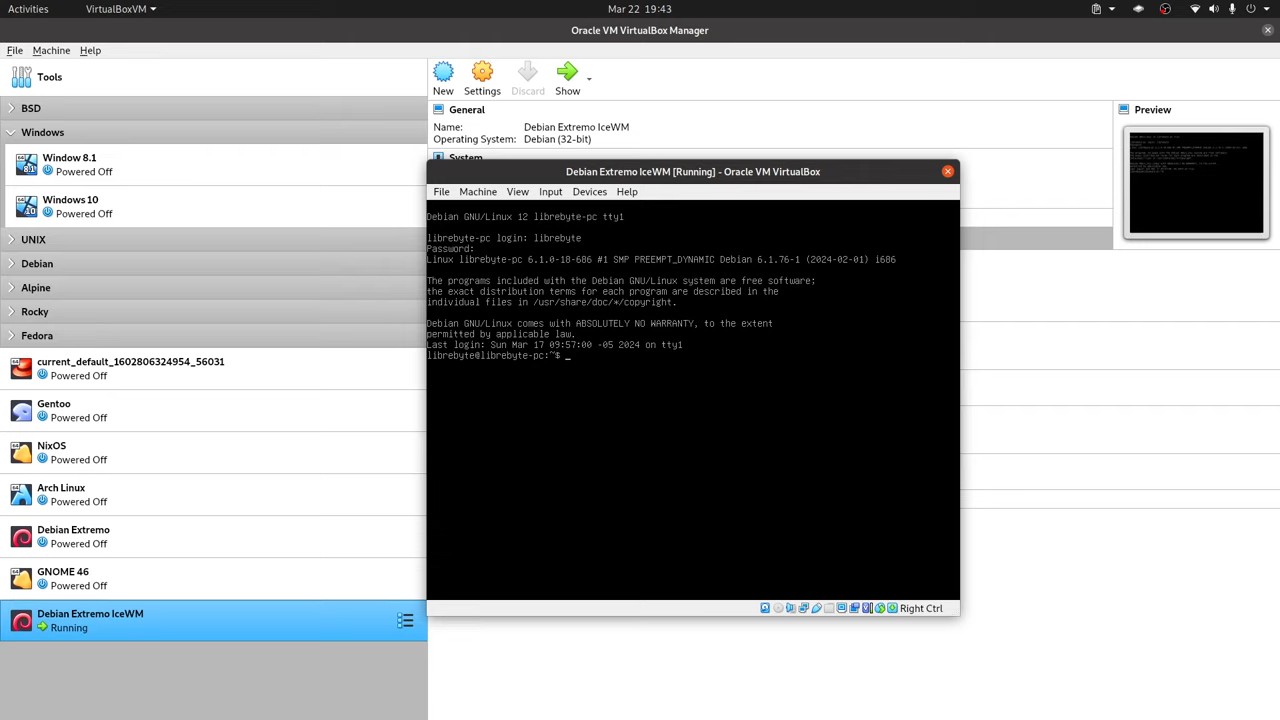 Activities
VirtualBoxVM
Mar 22 19:43
Oracle VM VirtualBox Manager
File Machine Help
Tools
New Settings Discard Show
BSD
Windows
Window 8.1
Powered Off
Windows 10
Powered Off
UNIX
Debian
Alpine
Rocky
Fedora
current_default_1602806324954_56031
Powered Off
Gentoo
Powered Off
NixOS
Powered Off
Arch Linux
Powered Off
Debian Extremo
Powered Off
GNOME 46
Powered Off
Debian Extremo IceWM
Running
General
Name: Debian Extremo IceWM
Operating System: Debian (32-bit)
System
Preview
Debian Extremo IceWM [Running] - Oracle VM VirtualBox
File Machine View Input Devices Help
Debian GNU/Linux 12 librebyte-pc tty1
librebyte-pc login: librebyte
Password:
Linux librebyte-pc 6.1.0-18-686 #1 SMP PREEMPT_DYNAMIC Debian 6.1.76-1 (2024-02-01) i686
The programs included with the Debian GNU/Linux system are free software;
the exact distribution terms for each program are described in the
individual files in /usr/share/doc/*/copyright.
Debian GNU/Linux comes with ABSOLUTELY NO WARRANTY, to the extent
permitted by applicable law.
Last login: Sun Mar 17 09:57:00 -05 2024 on tty1
librebyte@librebyte-pc:~$ _
Right Ctrl